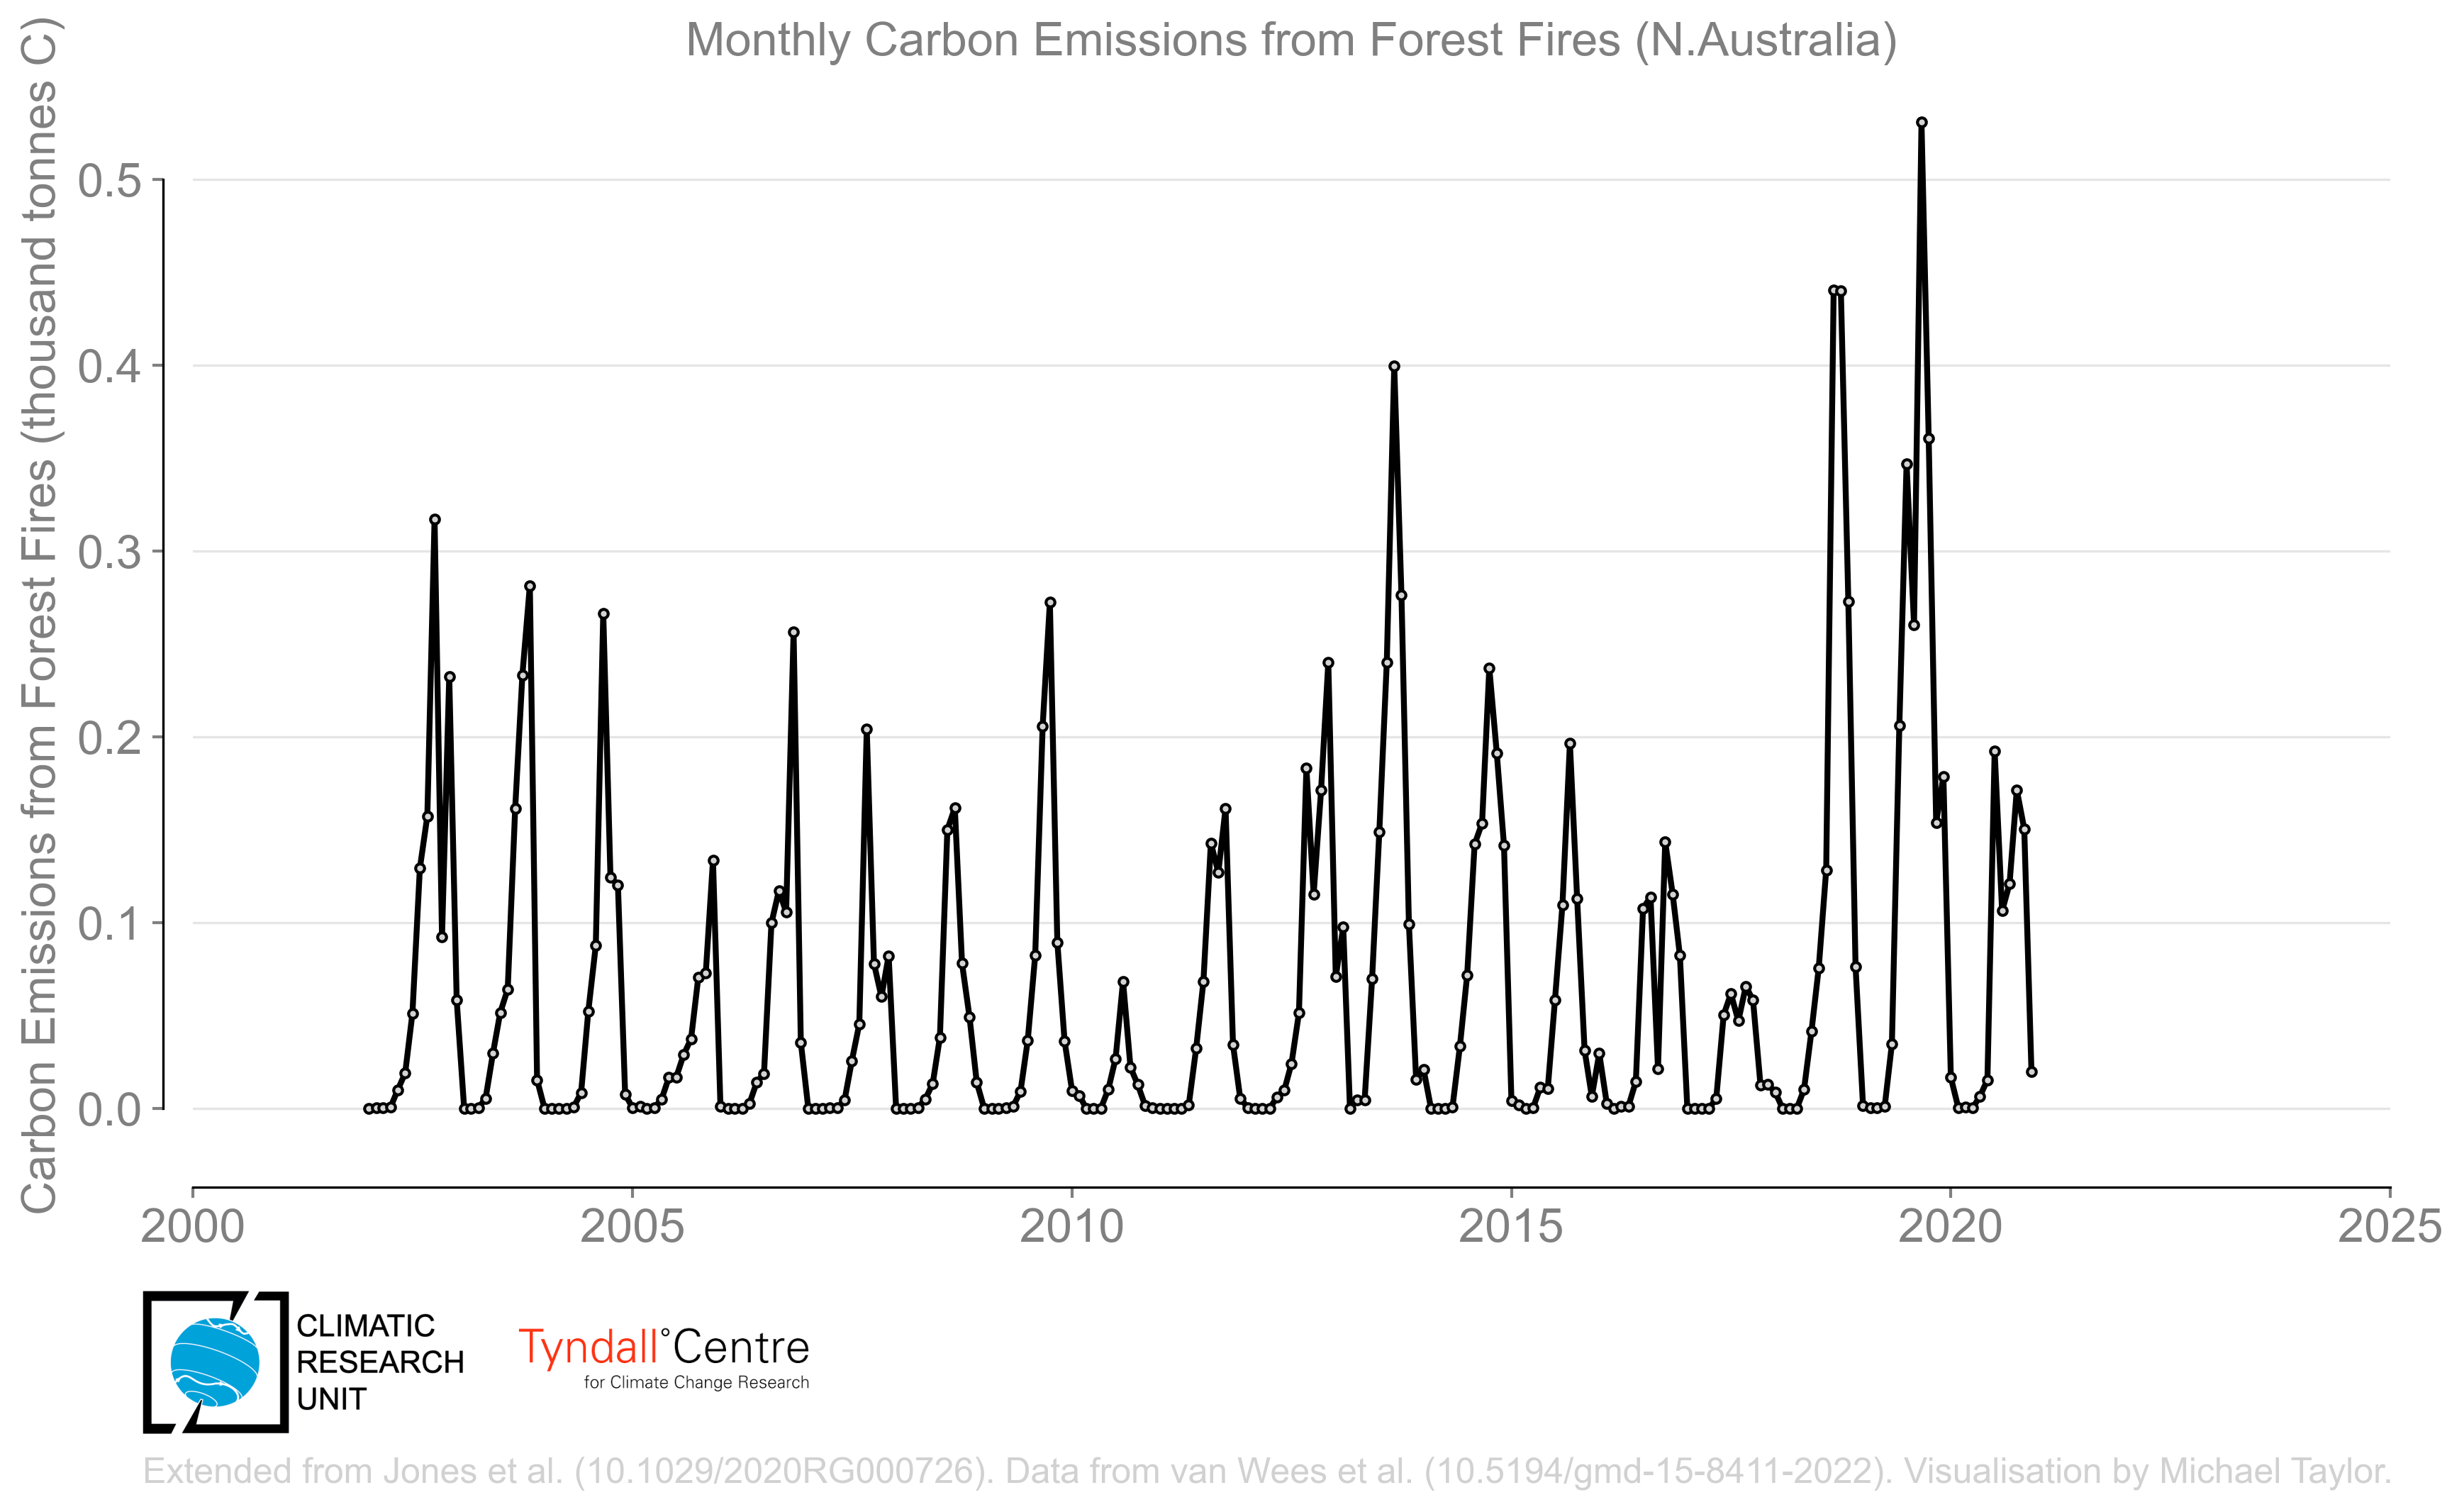 Monthly Carbon Emissions from Forest Fires (N.Australia)
Carbon Emissions from Forest Fires (thousand tonnes C)
0.5
0.4
0.3
0.2
0.1
0.0
2000 2005 2010 2015 2020 2025
CLIMATIC
RESEARCH
UNIT
Tyndall°Centre
for Climate Change Research
Extended from Jones et al. (10.1029/2020RG000726). Data from van Wees et al. (10.5194/gmd-15-8411-2022). Visualisation by Michael Taylor.